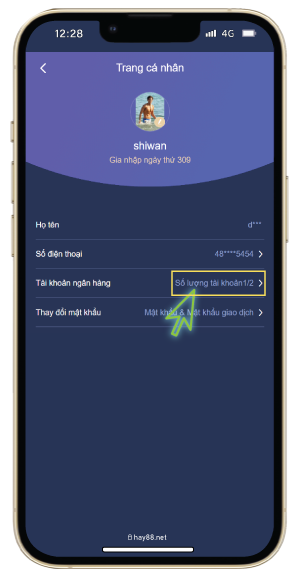 12:28
4G
Trang cá nhân
shiwan
Gia nhập ngày thứ 309
Họ tên d***
Số điện thoại 48****5454
Tài khoản ngân hàng Số lượng tài khoản1/2
Thay đổi mật khẩu Mật khẩu & Mật khẩu giao dịch
hay88.net